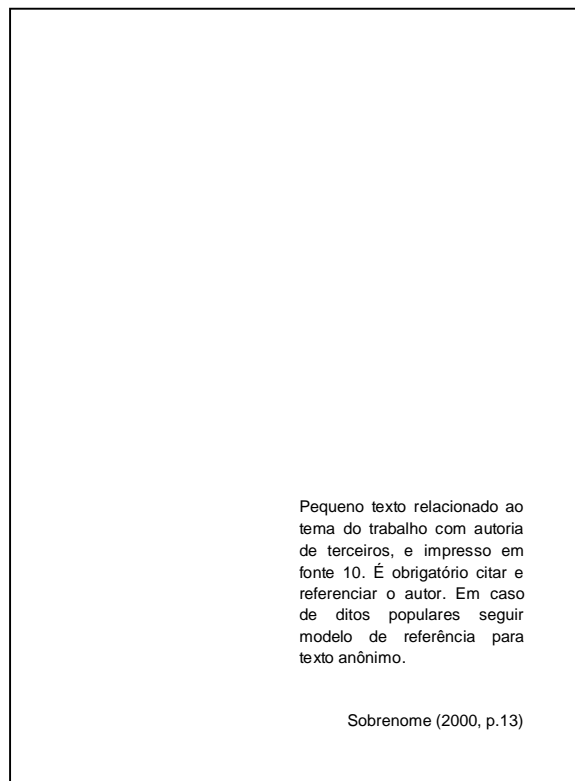 Pequeno texto relacionado ao
tema do trabalho com autoria
de terceiros, e impresso em
fonte 10. É obrigatório citar e
referenciar o autor. Em caso
de ditos populares seguir
modelo de referência para
texto anônimo.
Sobrenome (2000, p.13)